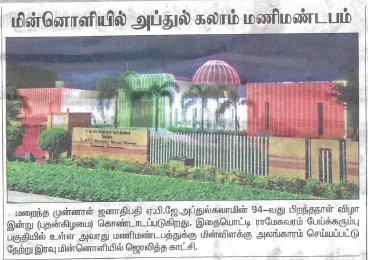 மின்னொளியில் அப்துல் கலாம் மணிமண்டபம்
மறைந்த முன்னாள் ஜனாதிபதி ஏ.பி.ஜே.அப்துல்கலாமின் 94-வது பிறந்தநாள் விழா
இன்று (புதன்கிழமை) கொண்டாடப்படுகிறது. இதையொட்டி ராமேசுவரம் பேய்க்கரும்பு
பகுதியில் உள்ள அவரது மணிமண்டபத்துக்கு மின்விளக்கு அலங்காரம் செய்யப்பட்டு
நேற்று இரவு மின்னொளியில் ஜொலித்த காட்சி.